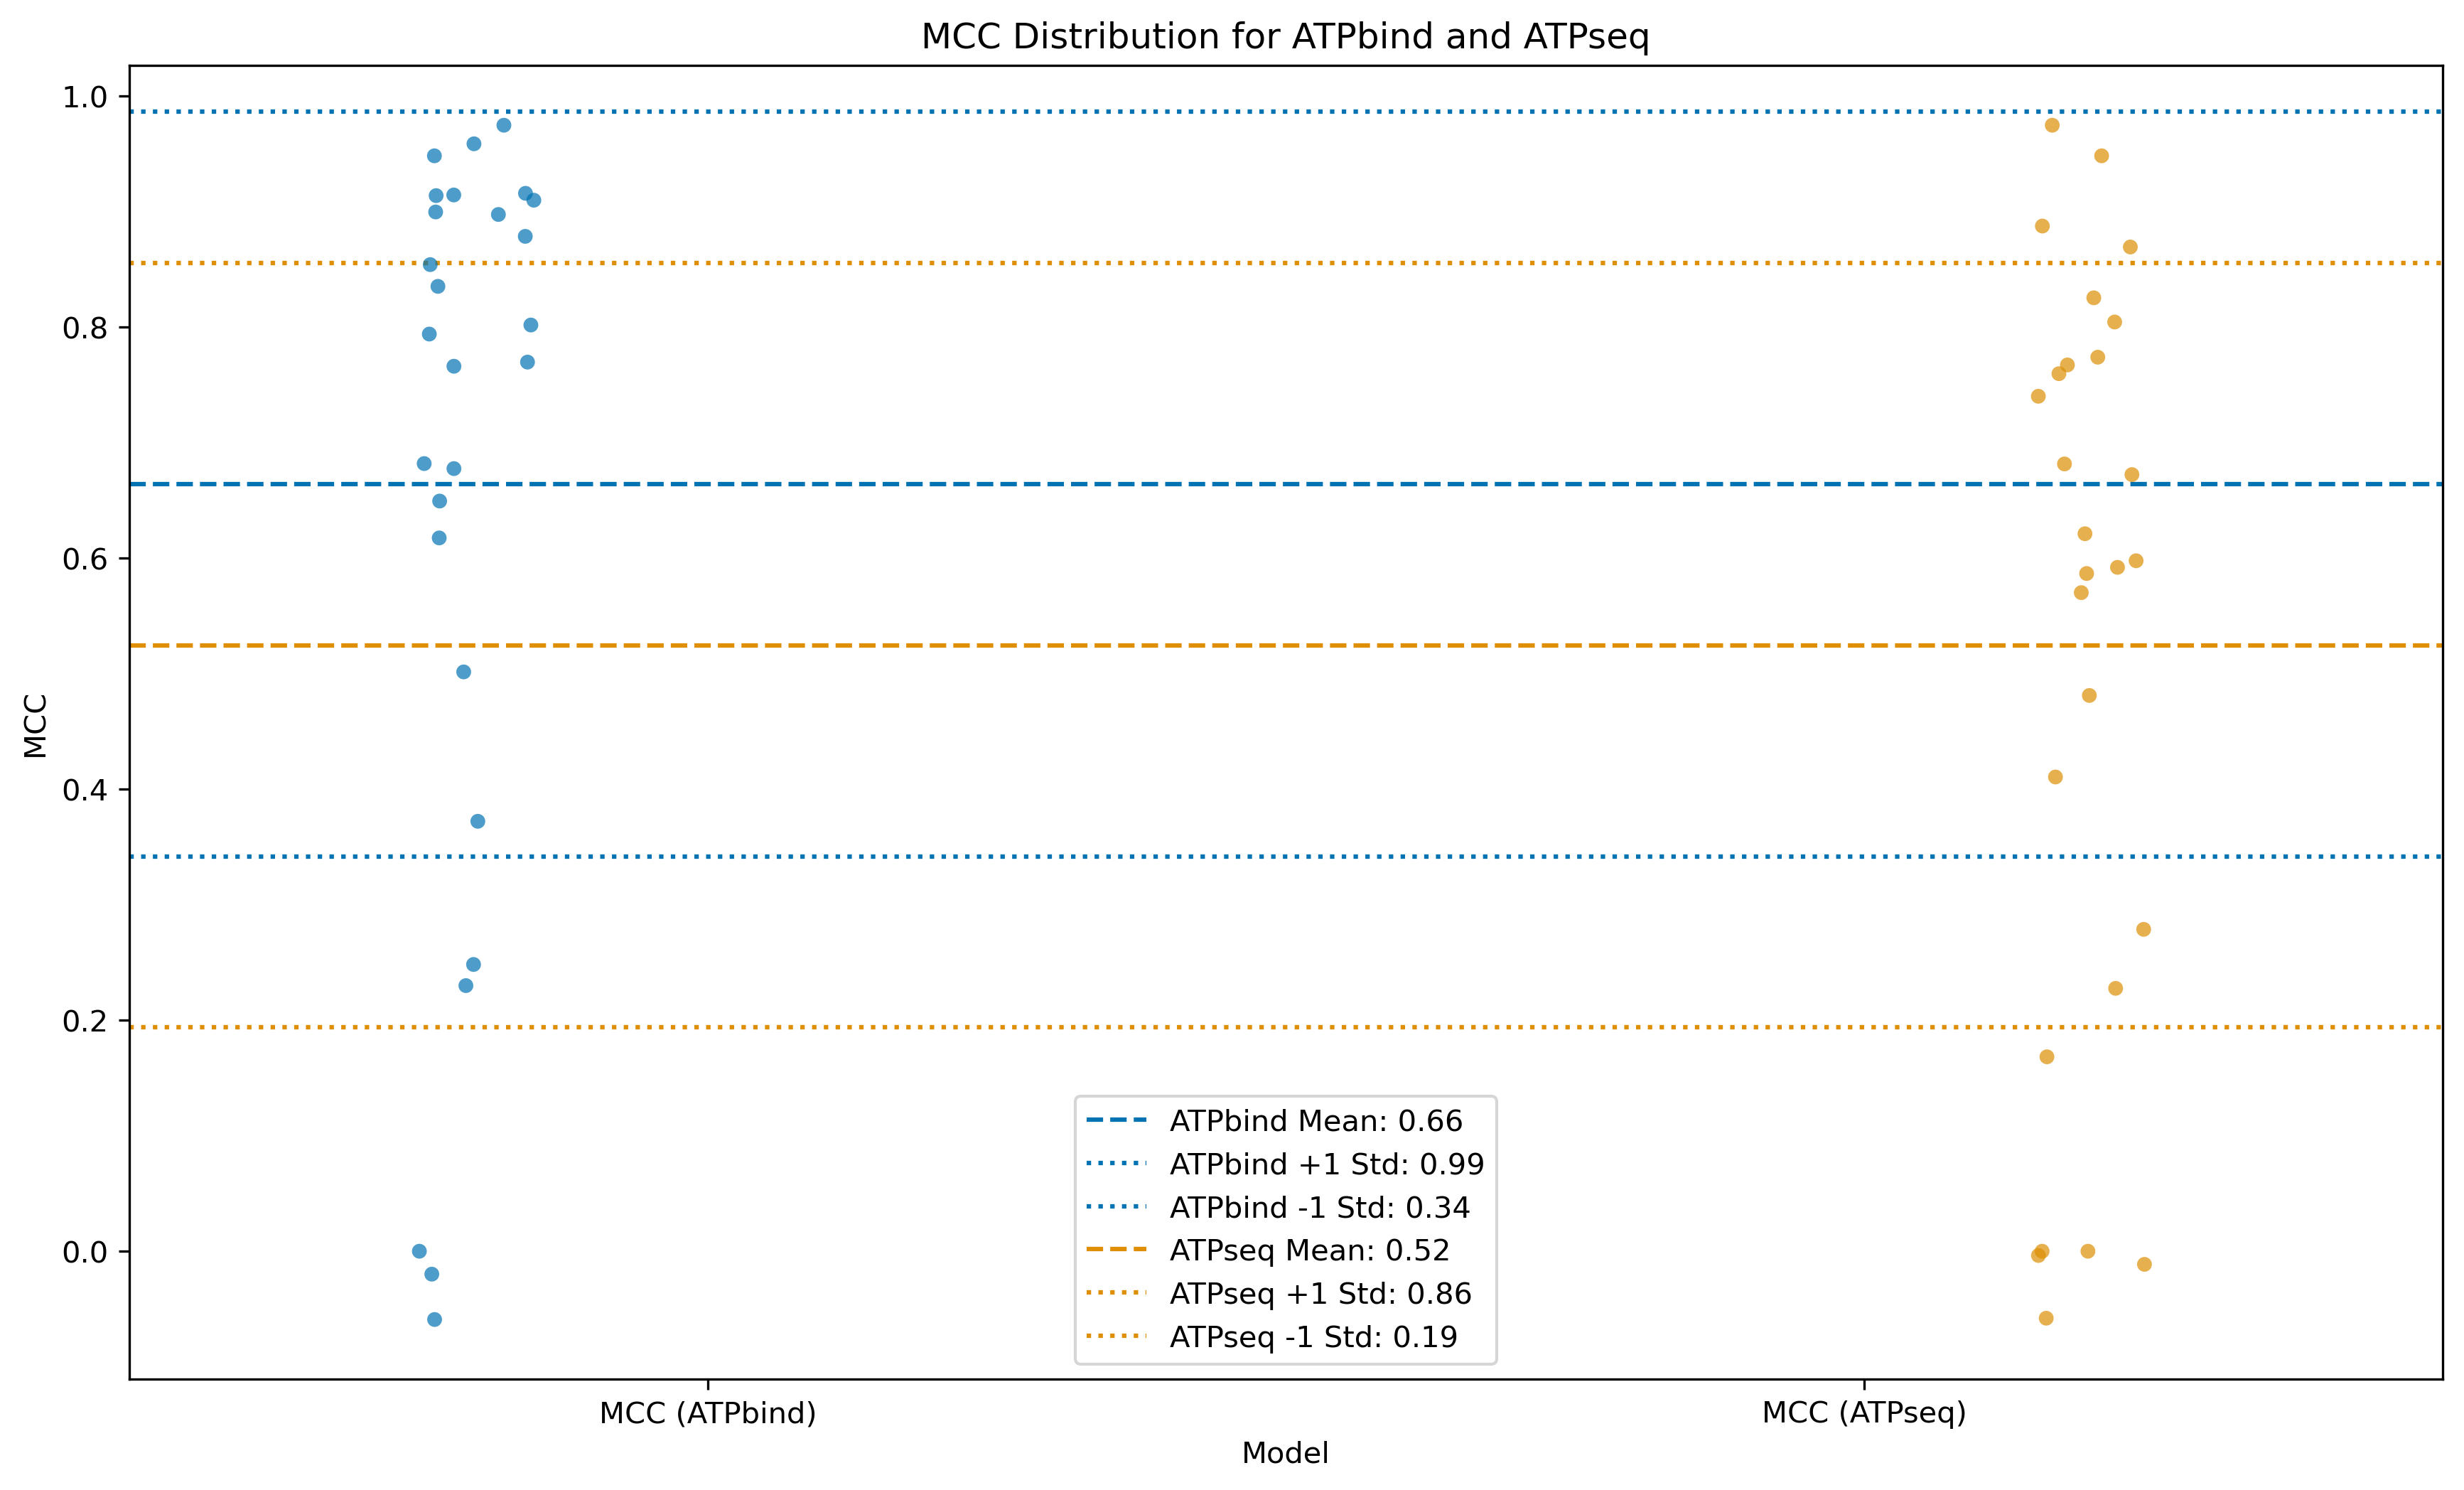 MCC Distribution for ATPbind and ATPseq
1.0
0.8
0.6
0.4
0.2
0.0
MCC
ATPbind Mean: 0.66
ATPbind +1 Std: 0.99
ATPbind -1 Std: 0.34
ATPseq Mean: 0.52
ATPseq +1 Std: 0.86
ATPseq -1 Std: 0.19
MCC (ATPbind)
MCC (ATPseq)
Model